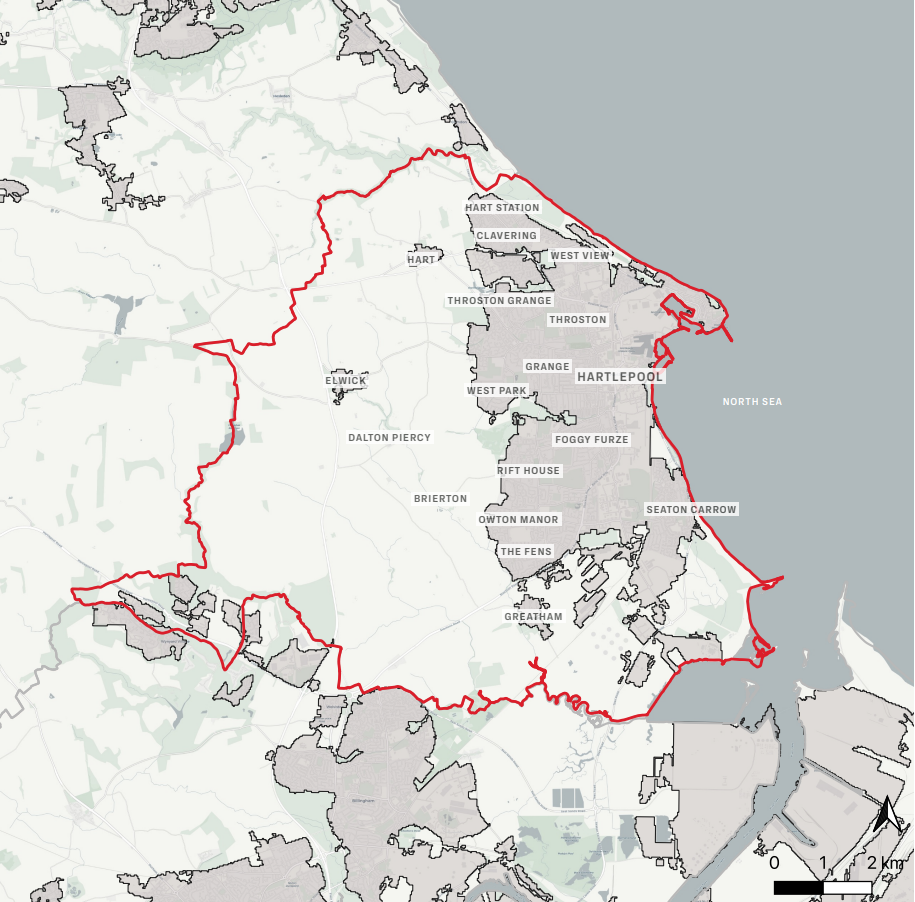 HART STATION
CLAVERING
WEST VIEW
HART
THROSTON GRANGE
THROSTON
GRANGE
HARTLEPOOL
ELWICK
WEST PARK
NORTH SEA
DALTON PIERCY
FOGGY FURZE
RIFT HOUSE
BRIERTON
SEATON CARROW
OWTON MANOR
THE FENS
GREATHAM
Billingham
0 1 2 km